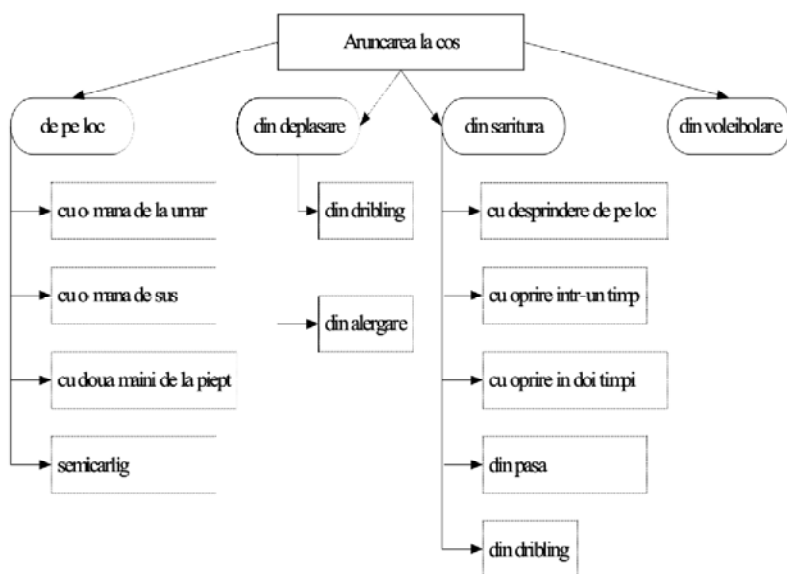 Aruncarea la cos
de pe loc
din deplasare
din saritura
din voleibolare
cu o mana de la umar
din dribling
cu desprindere de pe loc
cu o mana de sus
din alergare
cu oprire intr-un timp
cu doua maini de la piept
cu oprire in doi timpi
semicarlig
din pasa
din dribling